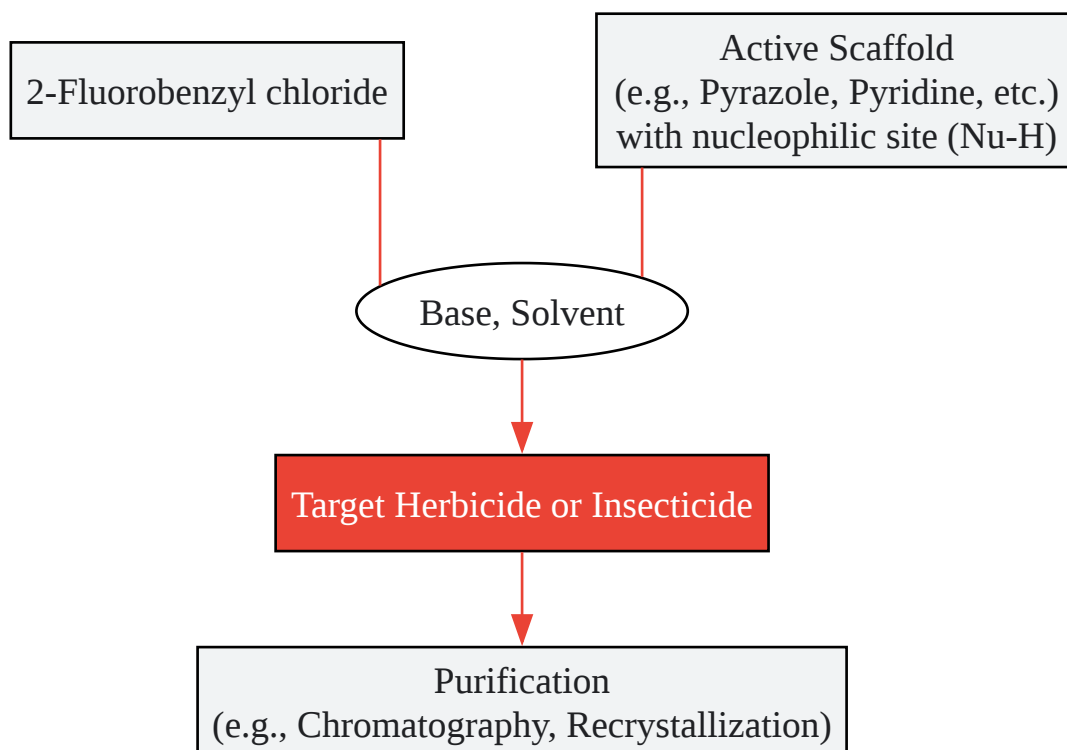 2-Fluorobenzyl chloride
Active Scaffold
(e.g., Pyrazole, Pyridine, etc.)
with nucleophilic site (Nu-H)
Base, Solvent
Target Herbicide or Insecticide
Purification
(e.g., Chromatography, Recrystallization)